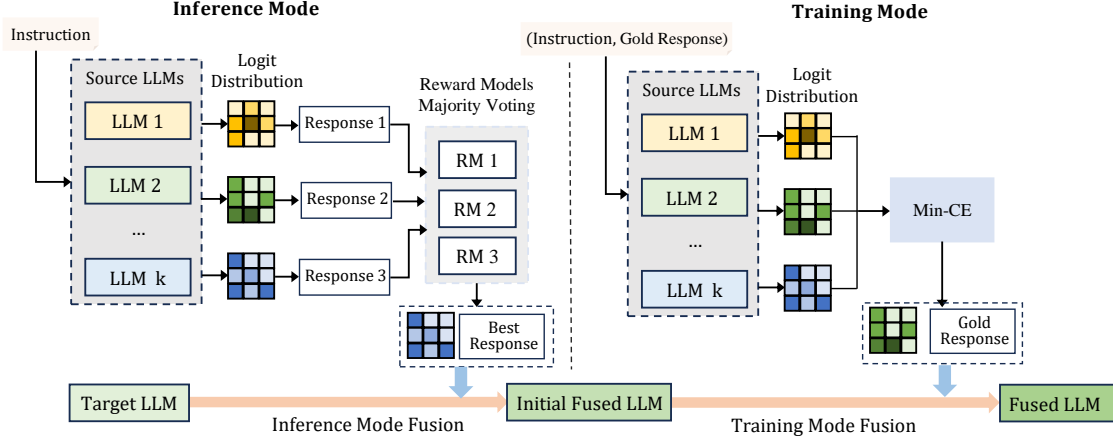 Inference Mode
Training Mode
Instruction
Source LLMs
LLM 1
LLM 2
...
LLM k
Logit
Distribution
Response 1
Response 2
Response 3
Reward Models
Majority Voting
RM 1
RM 2
RM 3
Best
Response
(Instruction, Gold Response)
Source LLMs
LLM 1
LLM 2
...
LLM k
Logit
Distribution
Min-CE
Gold
Response
Target LLM
Inference Mode Fusion
Initial Fused LLM
Training Mode Fusion
Fused LLM